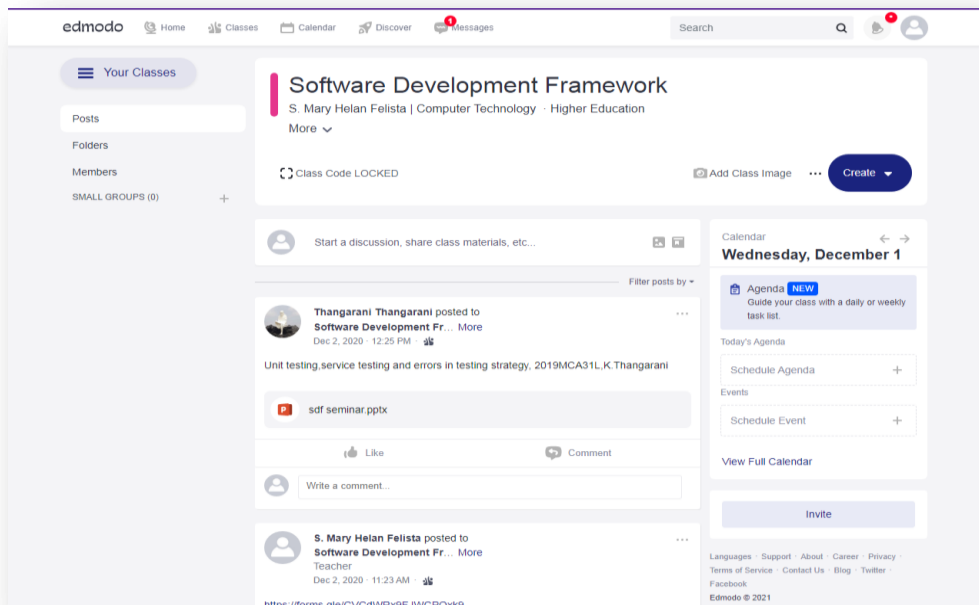 edmodo Home Classes Calendar Discover 1 Messages Search
Your Classes
Posts
Folders
Members
SMALL GROUPS (0) +
Software Development Framework
S. Mary Helan Felista | Computer Technology · Higher Education
More
Class Code LOCKED
Add Class Image ··· Create
Start a discussion, share class materials, etc...
Filter posts by
Thangarani Thangarani posted to
Software Development Fr... More
Dec 2, 2020 · 12:25 PM ·
Unit testing,service testing and errors in testing strategy, 2019MCA31L,K.Thangarani
sdf seminar.pptx
Like Comment
Write a comment...
S. Mary Helan Felista posted to
Software Development Fr... More
Teacher
Dec 2, 2020 · 11:23 AM ·
Calendar
Wednesday, December 1
Agenda NEW
Guide your class with a daily or weekly
task list.
Today's Agenda
Schedule Agenda +
Events
Schedule Event +
View Full Calendar
Invite
Languages · Support · About · Career · Privacy ·
Terms of Service · Contact Us · Blog · Twitter ·
Facebook
Edmodo © 2021